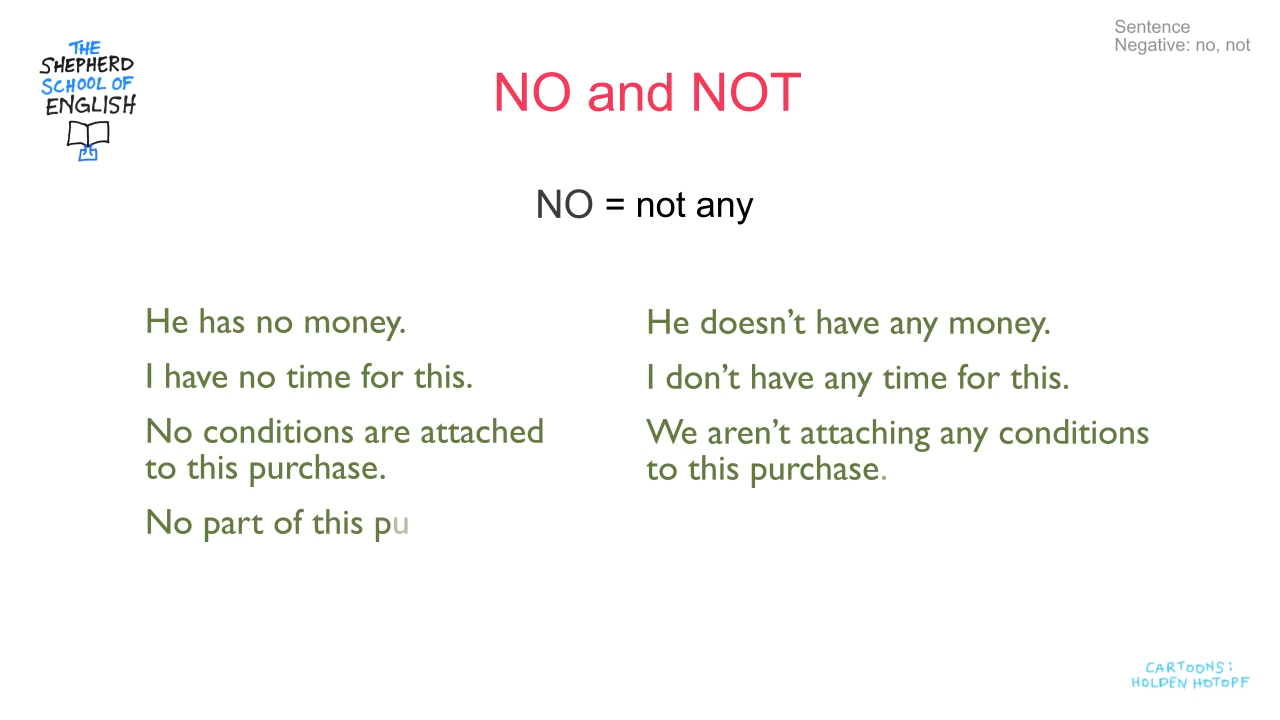 THE
SHEPHERD
SCHOOL OF
ENGLISH
Sentence
Negative: no, not
NO and NOT
NO = not any
He has no money.
I have no time for this.
No conditions are attached
to this purchase.
No part of this pu
He doesn’t have any money.
I don’t have any time for this.
We aren’t attaching any conditions
to this purchase.
CARTOONS:
HOLDEN HOTOPF